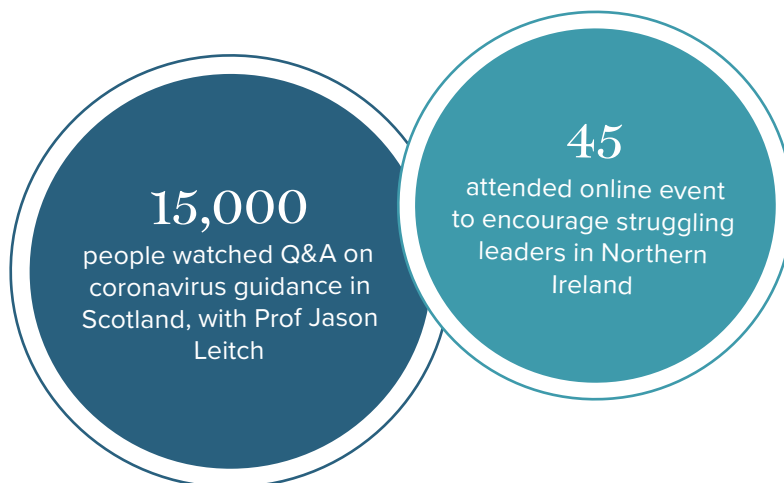 15,000
people watched Q&A on
coronavirus guidance in
Scotland, with Prof Jason
Leitch
45
attended online event
to encourage struggling
leaders in Northern
Ireland